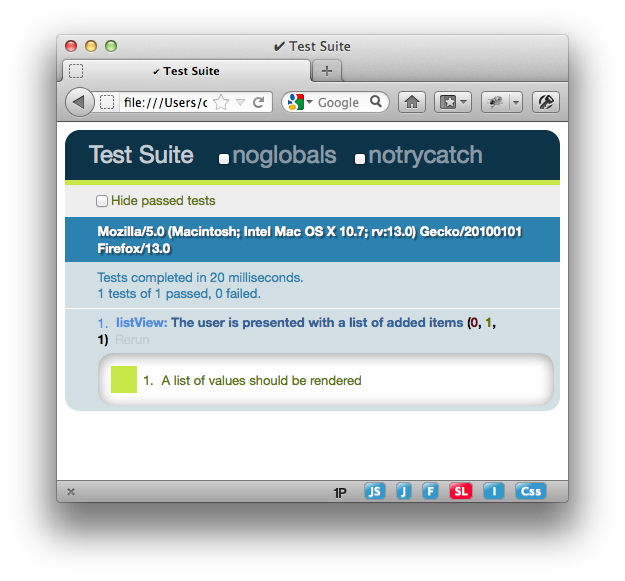 ✔ Test Suite
✔ Test Suite
file:///Users/c
Google
Test Suite noglobals notrycatch
Hide passed tests
Mozilla/5.0 (Macintosh; Intel Mac OS X 10.7; rv:13.0) Gecko/20100101
Firefox/13.0
Tests completed in 20 milliseconds.
1 tests of 1 passed, 0 failed.
1. listView: The user is presented with a list of added items (0, 1,
1) Rerun
1. A list of values should be rendered
1P JS J F SL I Css